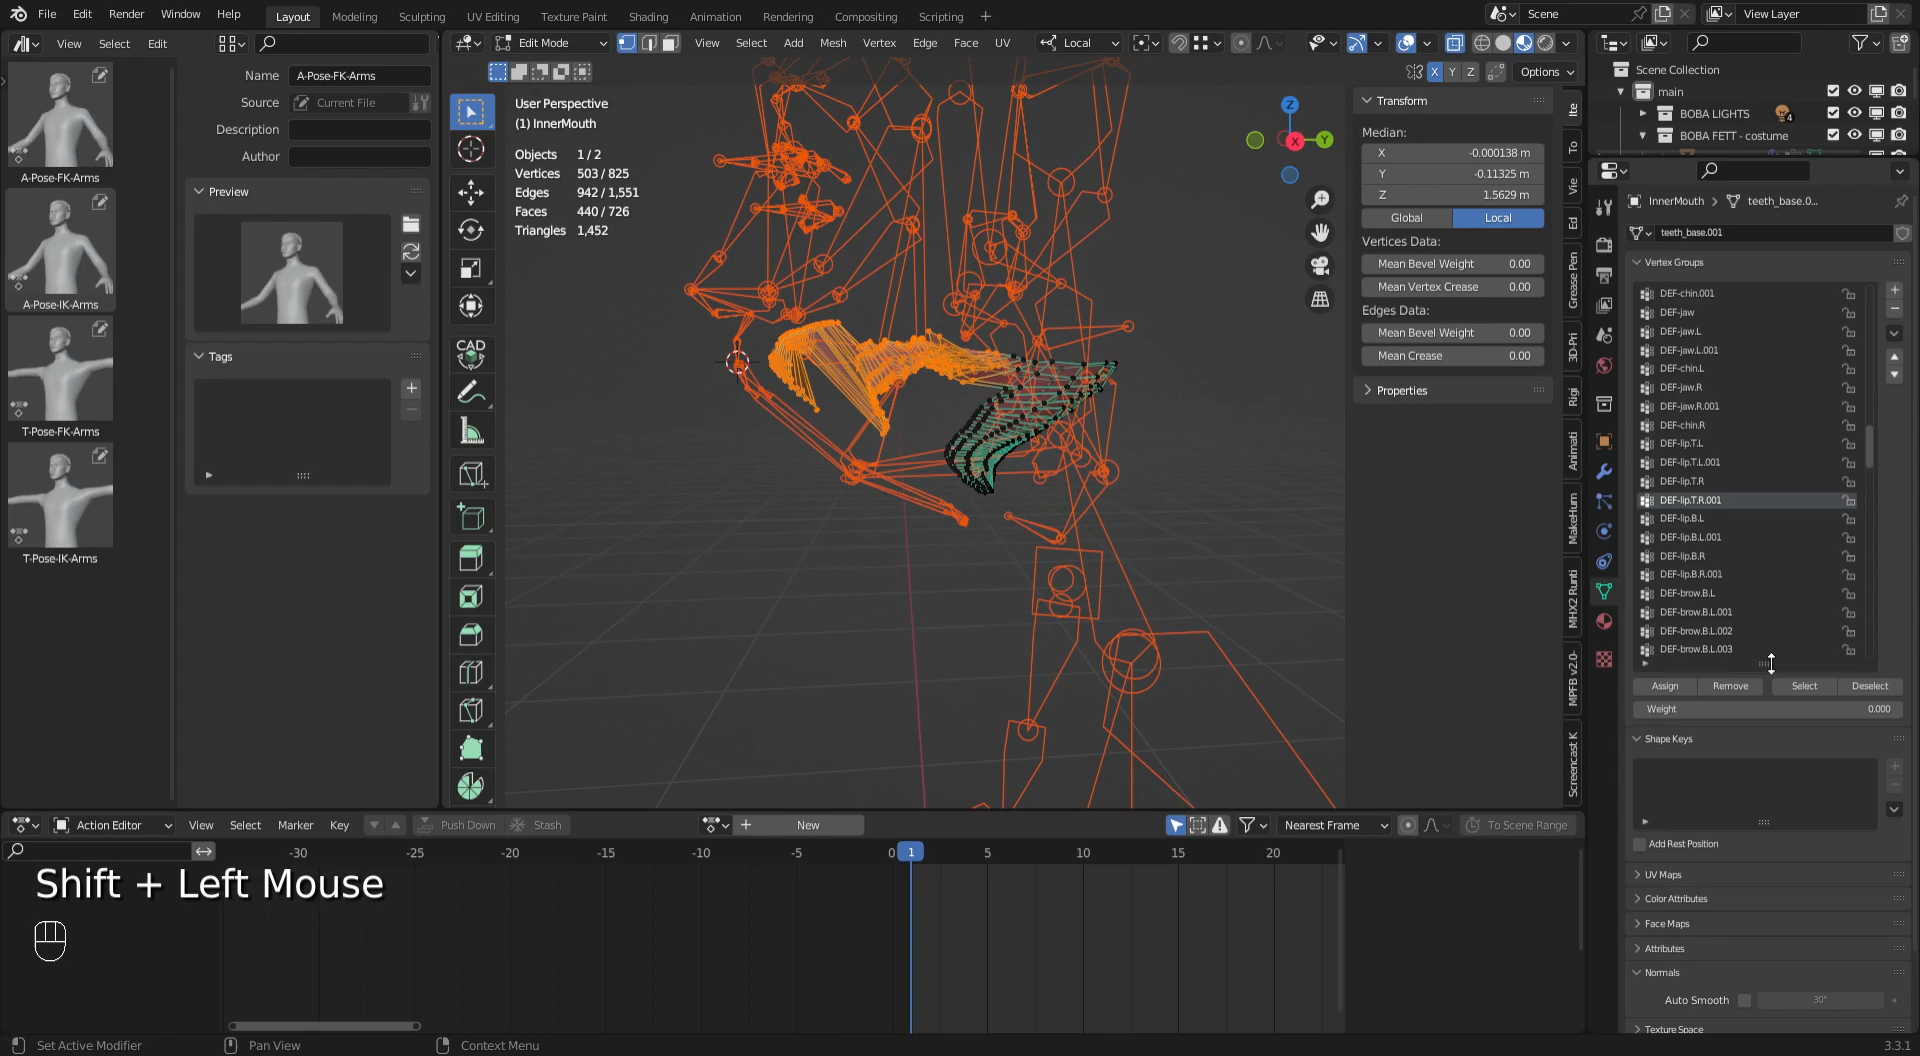 File Edit Render Window Help
Layout Modeling Sculpting UV Editing Texture Paint Shading Animation Rendering Compositing Scripting +
Scene View Layer
View Select Edit
Edit Mode View Select Add Mesh Vertex Edge Face UV Local
X Y Z Options
A-Pose-FK-Arms
A-Pose-IK-Arms
T-Pose-FK-Arms
T-Pose-IK-Arms
Name A-Pose-FK-Arms
Source Current File
Description
Author
Preview
Tags
User Perspective
(1) InnerMouth
Objects 1 / 2
Vertices 503 / 825
Edges 942 / 1,551
Faces 440 / 726
Triangles 1,452
CAD
Z
X
Y
Transform
Median:
X -0.000138 m
Y -0.11325 m
Z 1.5629 m
Global Local
Vertices Data:
Mean Bevel Weight 0.00
Mean Vertex Crease 0.00
Edges Data:
Mean Bevel Weight 0.00
Mean Crease 0.00
Properties
Ite
To
Vie
Ed
Grease Pen
3D-Pri
Rigi
Animati
MakeHum
MHX2 Runti
MPFB v2.0-
Screencast K
Scene Collection
main
BOBA LIGHTS 4
BOBA FETT - costume
InnerMouth > teeth_base.0...
teeth_base.001
Vertex Groups
DEF-chin.001
DEF-jaw
DEF-jaw.L
DEF-jaw.L.001
DEF-chin.L
DEF-jaw.R
DEF-jaw.R.001
DEF-chin.R
DEF-lip.T.L
DEF-lip.T.L.001
DEF-lip.T.R
DEF-lip.T.R.001
DEF-lip.B.L
DEF-lip.B.L.001
DEF-lip.B.R
DEF-lip.B.R.001
DEF-brow.B.L
DEF-brow.B.L.001
DEF-brow.B.L.002
DEF-brow.B.L.003
Assign Remove Select Deselect
Weight 0.000
Shape Keys
Add Rest Position
UV Maps
Color Attributes
Face Maps
Attributes
Normals
Auto Smooth 30°
Texture Space
Action Editor View Select Marker Key Push Down Stash + New Nearest Frame To Scene Range
-30 -25 -20 -15 -10 -5 0 1 5 10 15 20
Shift + Left Mouse
Set Active Modifier Pan View Context Menu 3.3.1